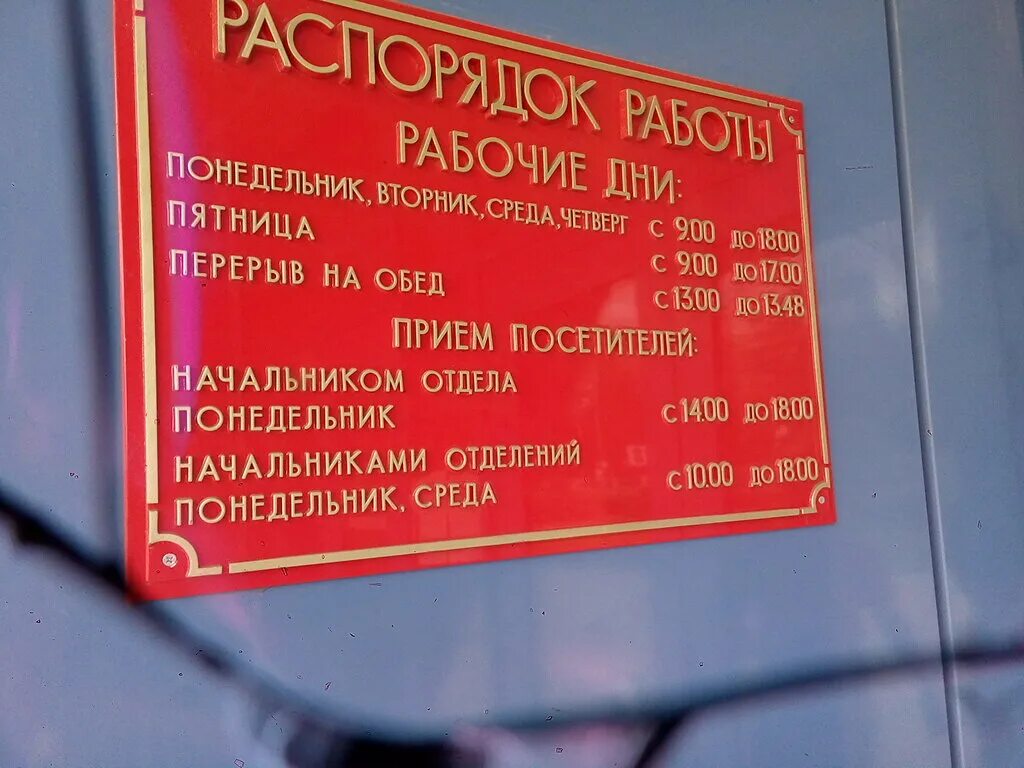 РАСПОРЯДОК РАБОТЫ
РАБОЧИЕ ДНИ:
ПОНЕДЕЛЬНИК, ВТОРНИК, СРЕДА, ЧЕТВЕРГ С 9.00 ДО 18.00
ПЯТНИЦА С 9.00 ДО 17.00
ПЕРЕРЫВ НА ОБЕД С 13.00 ДО 13.48
ПРИЕМ ПОСЕТИТЕЛЕЙ:
НАЧАЛЬНИКОМ ОТДЕЛА
ПОНЕДЕЛЬНИК С 14.00 ДО 18.00
НАЧАЛЬНИКАМИ ОТДЕЛЕНИЙ
ПОНЕДЕЛЬНИК, СРЕДА С 10.00 ДО 18.00